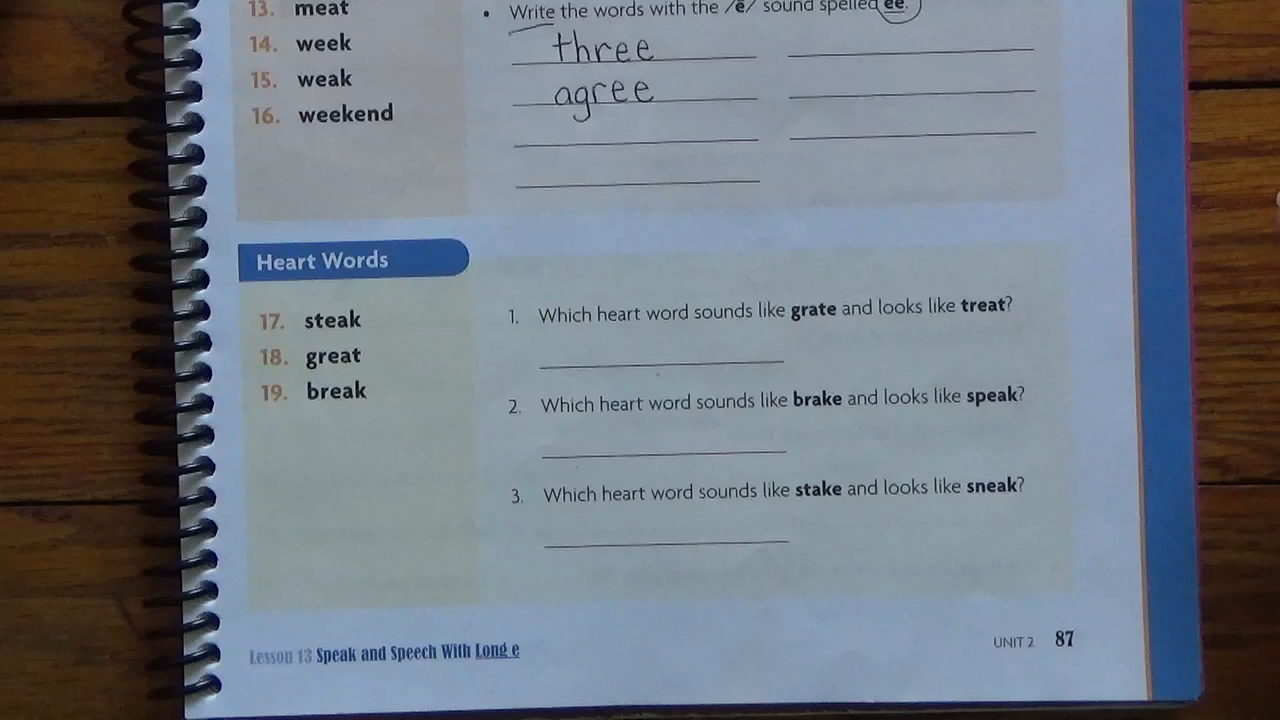 13. meat
14. week
15. weak
16. weekend
• Write the words with the /ē/ sound spelled ee.
three
agree
Heart Words
17. steak
18. great
19. break
1. Which heart word sounds like grate and looks like treat?
2. Which heart word sounds like brake and looks like speak?
3. Which heart word sounds like stake and looks like sneak?
Lesson 13 Speak and Speech With Long e
UNIT 2 87